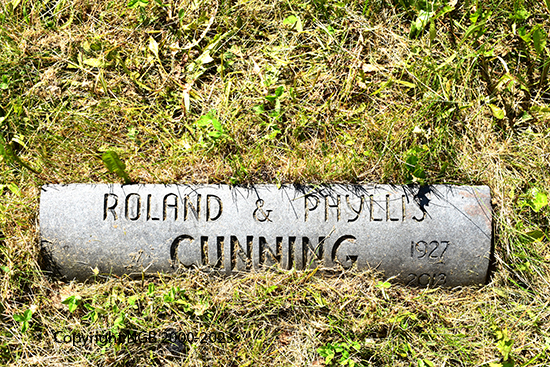 ROLAND & PHYLLIS
CUNNING 1927
2013